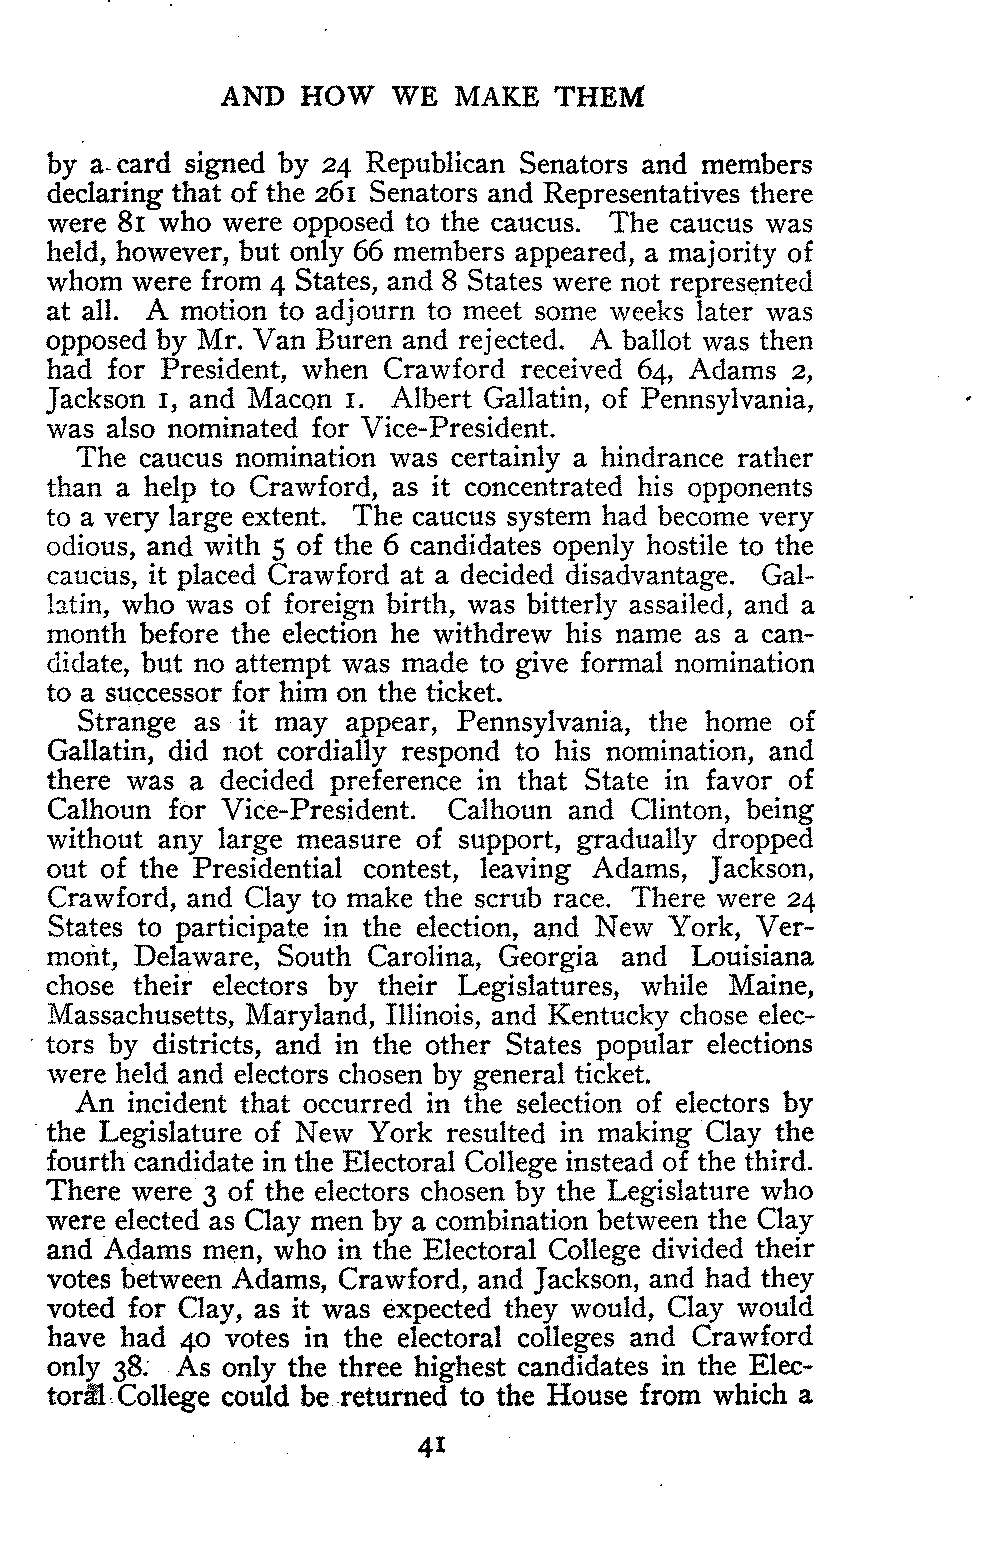 AND HOW WE MAKE THEM
by a card signed by 24 Republican Senators and members
declaring that of the 261 Senators and Representatives there
were 81 who were opposed to the caucus. The caucus was
held, however, but only 66 members appeared, a majority of
whom were from 4 States, and 8 States were not represented
at all. A motion to adjourn to meet some weeks later was
opposed by Mr. Van Buren and rejected. A ballot was then
had for President, when Crawford received 64, Adams 2,
Jackson 1, and Macon 1. Albert Gallatin, of Pennsylvania,
was also nominated for Vice-President.
The caucus nomination was certainly a hindrance rather
than a help to Crawford, as it concentrated his opponents
to a very large extent. The caucus system had become very
odious, and with 5 of the 6 candidates openly hostile to the
caucus, it placed Crawford at a decided disadvantage. Gal-
latin, who was of foreign birth, was bitterly assailed, and a
month before the election he withdrew his name as a can-
didate, but no attempt was made to give formal nomination
to a successor for him on the ticket.
Strange as it may appear, Pennsylvania, the home of
Gallatin, did not cordially respond to his nomination, and
there was a decided preference in that State in favor of
Calhoun for Vice-President. Calhoun and Clinton, being
without any large measure of support, gradually dropped
out of the Presidential contest, leaving Adams, Jackson,
Crawford, and Clay to make the scrub race. There were 24
States to participate in the election, and New York, Ver-
mont, Delaware, South Carolina, Georgia and Louisiana
chose their electors by their Legislatures, while Maine,
Massachusetts, Maryland, Illinois, and Kentucky chose elec-
tors by districts, and in the other States popular elections
were held and electors chosen by general ticket.
An incident that occurred in the selection of electors by
the Legislature of New York resulted in making Clay the
fourth candidate in the Electoral College instead of the third.
There were 3 of the electors chosen by the Legislature who
were elected as Clay men by a combination between the Clay
and Adams men, who in the Electoral College divided their
votes between Adams, Crawford, and Jackson, and had they
voted for Clay, as it was expected they would, Clay would
have had 40 votes in the electoral colleges and Crawford
only 38. As only the three highest candidates in the Elec-
toral College could be returned to the House from which a
41